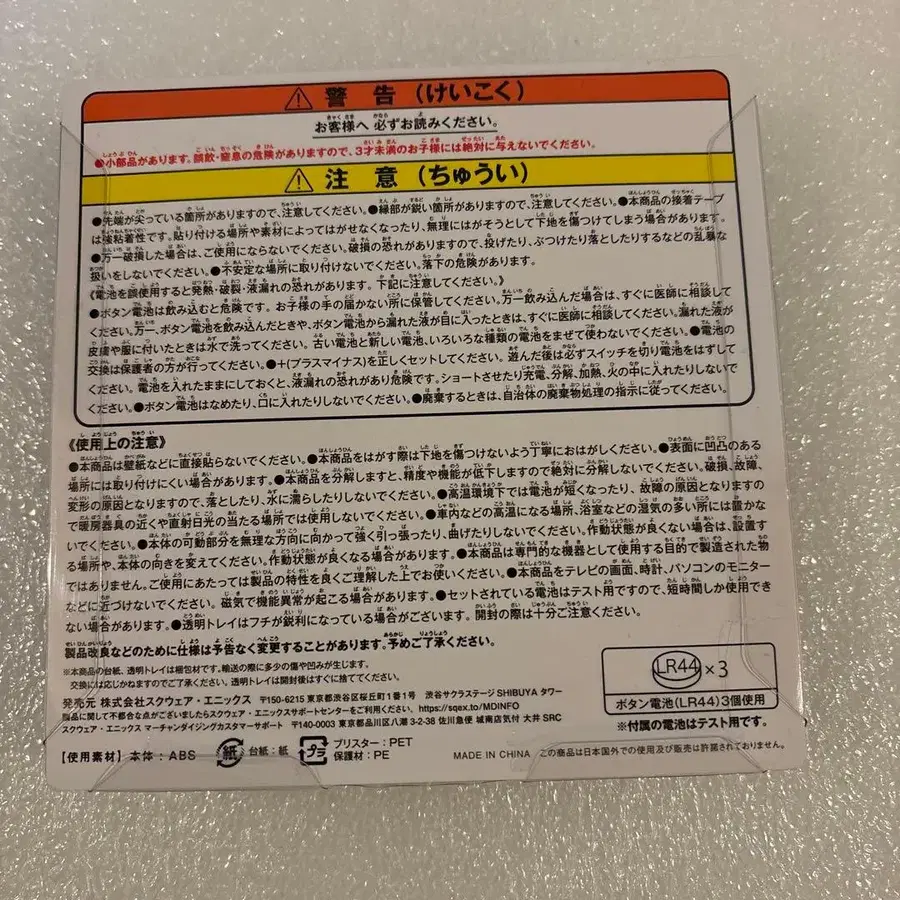 ⚠ 警告(けいこく)
お客様へ 必ずお読みください。
●小部品があります。誤飲・窒息の危険がありますので、3才未満のお子様には絶対に与えないでください。
⚠ 注意(ちゅうい)
●先端が尖っている箇所がありますので、注意してください。●縁部が鋭い箇所がありますので、注意してください。●本商品の接着テープ
は強粘着性です。貼り付ける場所や素材によってはがせなくなったり、無理にはがそうとして下地を傷つけてしまう場合があります。
●万一破損した場合は、ご使用にならないでください。破損の恐れがありますので、投げたり、ぶつけたり落としたりするなどの乱暴な
扱いをしないでください。●不安定な場所に取り付けないでください。落下の危険があります。
《電池を誤使用すると発熱・破裂・液漏れの恐れがあります。下記に注意してください。》
●ボタン電池は飲み込むと危険です。お子様の手の届かない所に保管してください。万一飲み込んだ場合は、すぐに医師に相談して
ください。万一、ボタン電池を飲み込んだときや、ボタン電池から漏れた液が目に入ったときは、すぐに医師に相談してください。漏れた液が
皮膚や服に付いたときは水で洗ってください。古い電池と新しい電池、いろいろな種類の電池をまぜて使わないでください。●電池の
交換は保護者の方が行ってください。●+-(プラスマイナス)を正しくセットしてください。遊んだ後は必ずスイッチを切り電池をはずして
ください。電池を入れたままにしておくと、液漏れの恐れがあり危険です。ショートさせたり充電、分解、加熱、火の中に入れたりしないで
ください。●ボタン電池はなめたり、口に入れたりしないでください。●廃棄するときは、自治体の廃棄物処理の指示に従ってください。
《使用上の注意》
●本商品は壁紙などに直接貼らないでください。●本商品をはがす際は下地を傷つけないよう丁寧におはがしください。●表面に凹凸のある
場所には取り付けにくい場合があります。●本商品を分解しますと、精度や機能が低下しますので絶対に分解しないでください。破損、故障、
変形の原因となりますので、落としたり、水に濡らしたりしないでください。●高温環境下では電池が短くなったり、故障の原因となりますの
で暖房器具の近くや直射日光の当たる場所では使用しないでください。●車内などの高温になる場所、浴室などの湿気の多い所には置かな
いでください。●本体の可動部分を無理な方向に向かって強く引っ張ったり、曲げたりしないでください。作動状態が良くない場合は、設置す
る場所や、本体の向きを変えてください。作動状態が良くなる場合があります。●本商品は専門的な機器として使用する目的で製造された物
ではありません。ご使用にあたっては製品の特性を良くご理解した上でお使いください。●本商品をテレビの画面、時計、パソコンのモニター
などに近づけないでください。磁気で機能異常が起こる場合があります。●セットされている電池はテスト用ですので、短時間しか使用でき
ない場合があります。●透明トレイはフチが鋭利になっている場合がございます。開封の際は十分ご注意ください。
製品改良などのために仕様は予告なく変更することがあります。予めご了承ください。
※本商品の台紙、透明トレイは梱包材です。輸送の際に多少の傷や凹みが生じます。
交換には応じかねますのでご了承ください。透明トレイは開封後はすぐに捨ててください。
LR44×3
ボタン電池(LR44)3個使用
※付属の電池はテスト用です。
発売元 株式会社スクウェア・エニックス 〒150-6215 東京都渋谷区桜丘町1番1号 渋谷サクラステージ SHIBUYA タワー
製品に関して不都合な点がございましたらスクウェア・エニックスサポートセンターをご利用ください。https://sqex.to/MDINFO
スクウェア・エニックス マーチャンダイジングカスタマーサポート 〒140-0003 東京都品川区八潮 3-2-38 佐川急便 城南店気付 大井 SRC
【使用素材】本体:ABS 紙 台紙:紙 プラ ブリスター:PET
保護材:PE
MADE IN CHINA この商品は日本国外での使用及び販売は許諾されておりません。